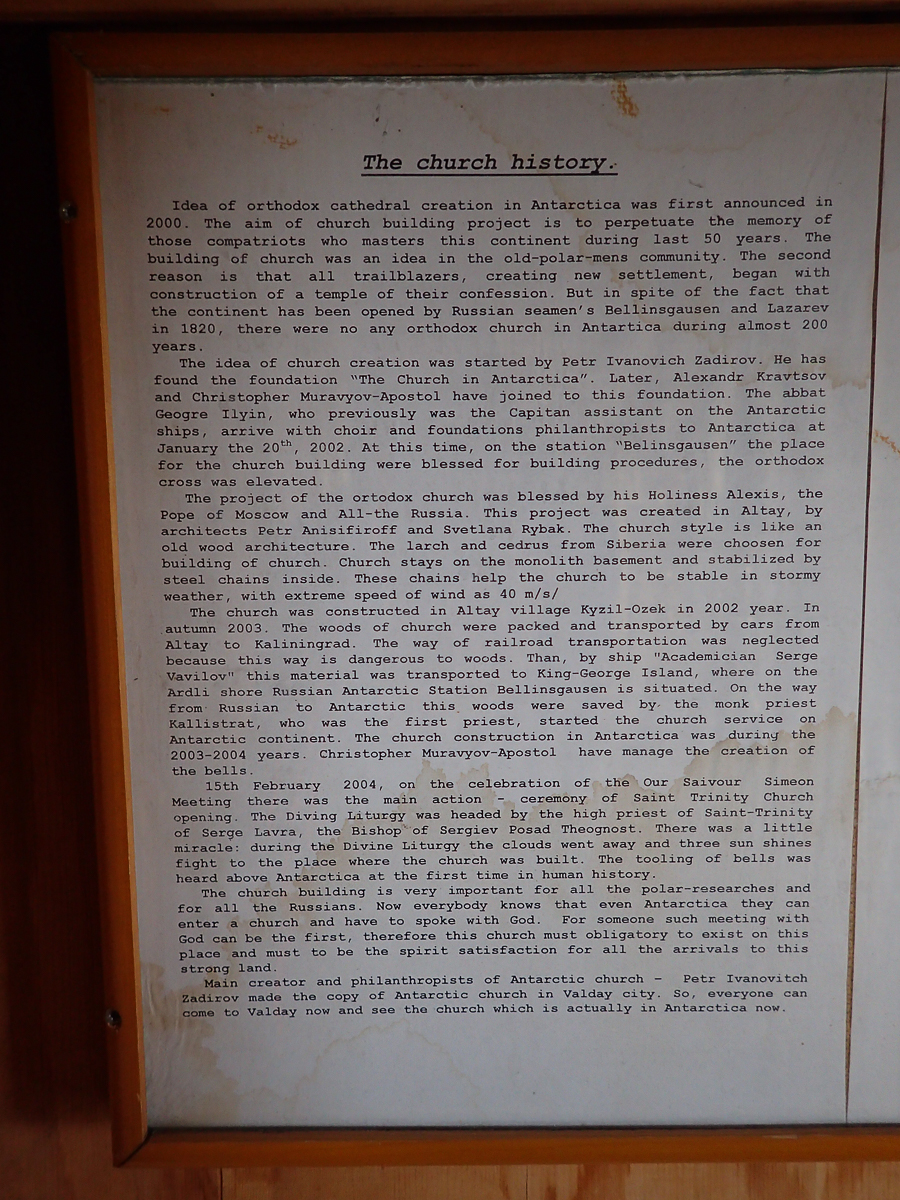 The church history.
Idea of orthodox cathedral creation in Antarctica was first announced in
2000. The aim of church building project is to perpetuate the memory of
those compatriots who masters this continent during last 50 years. The
building of church was an idea in the old-polar-mens community. The second
reason is that all trailblazers, creating new settlement, began with
construction of a temple of their confession. But in spite of the fact that
the continent has been opened by Russian seamen's Bellinsgausen and Lazarev
in 1820, there were no any orthodox church in Antartica during almost 200
years.
The idea of church creation was started by Petr Ivanovich Zadirov. He has
found the foundation "The Church in Antarctica". Later, Alexandr Kravtsov
and Christopher Muravyov-Apostol have joined to this foundation. The abbat
Geogre Ilyin, who previously was the Capitan assistant on the Antarctic
ships, arrive with choir and foundations philanthropists to Antarctica at
January the 20th, 2002. At this time, on the station "Belinsgausen" the place
for the church building were blessed for building procedures, the orthodox
cross was elevated.
The project of the ortodox church was blessed by his Holiness Alexis, the
Pope of Moscow and All-the Russia. This project was created in Altay, by
architects Petr Anisifiroff and Svetlana Rybak. The church style is like an
old wood architecture. The larch and cedrus from Siberia were choosen for
building of church. Church stays on the monolith basement and stabilized by
steel chains inside. These chains help the church to be stable in stormy
weather, with extreme speed of wind as 40 m/s/
The church was constructed in Altay village Kyzil-Ozek in 2002 year. In
autumn 2003. The woods of church were packed and transported by cars from
Altay to Kaliningrad. The way of railroad transportation was neglected
because this way is dangerous to woods. Than, by ship "Academician Serge
Vavilov" this material was transported to King-George Island, where on the
Ardli shore Russian Antarctic Station Bellinsgausen is situated. On the way
from Russian to Antarctic this woods were saved by the monk priest
Kallistrat, who was the first priest, started the church service on
Antarctic continent. The church construction in Antarctica was during the
2003-2004 years. Christopher Muravyov-Apostol have manage the creation of
the bells.
15th February 2004, on the celebration of the Our Saivour Simeon
Meeting there was the main action - ceremony of Saint Trinity Church
opening. The Diving Liturgy was headed by the high priest of Saint-Trinity
of Serge Lavra, the Bishop of Sergiev Posad Theognost. There was a little
miracle: during the Divine Liturgy the clouds went away and three sun shines
fight to the place where the church was built. The tooling of bells was
heard above Antarctica at the first time in human history.
The church building is very important for all the polar-researches and
for all the Russians. Now everybody knows that even Antarctica they can
enter a church and have to spoke with God. For someone such meeting with
God can be the first, therefore this church must obligatory to exist on this
place and must to be the spirit satisfaction for all the arrivals to this
strong land.
Main creator and philanthropists of Antarctic church - Petr Ivanovitch
Zadirov made the copy of Antarctic church in Valday city. So, everyone can
come to Valday now and see the church which is actually in Antarctica now.